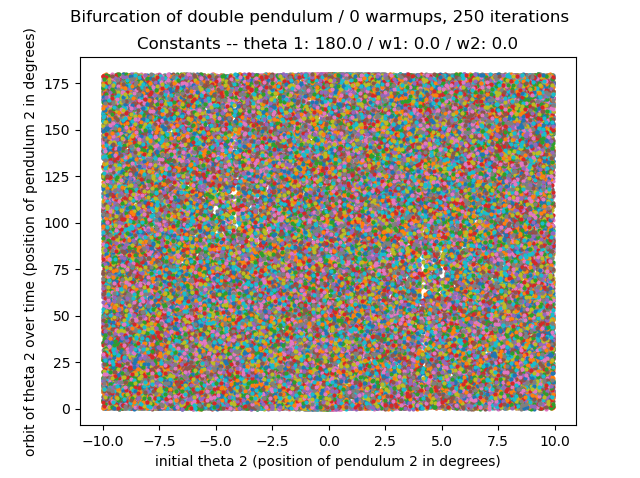 Bifurcation of double pendulum / 0 warmups, 250 iterations
Constants -- theta 1: 180.0 / w1: 0.0 / w2: 0.0
orbit of theta 2 over time (position of pendulum 2 in degrees)
175
150
125
100
75
50
25
0
−10.0 −7.5 −5.0 −2.5 0.0 2.5 5.0 7.5 10.0
initial theta 2 (position of pendulum 2 in degrees)